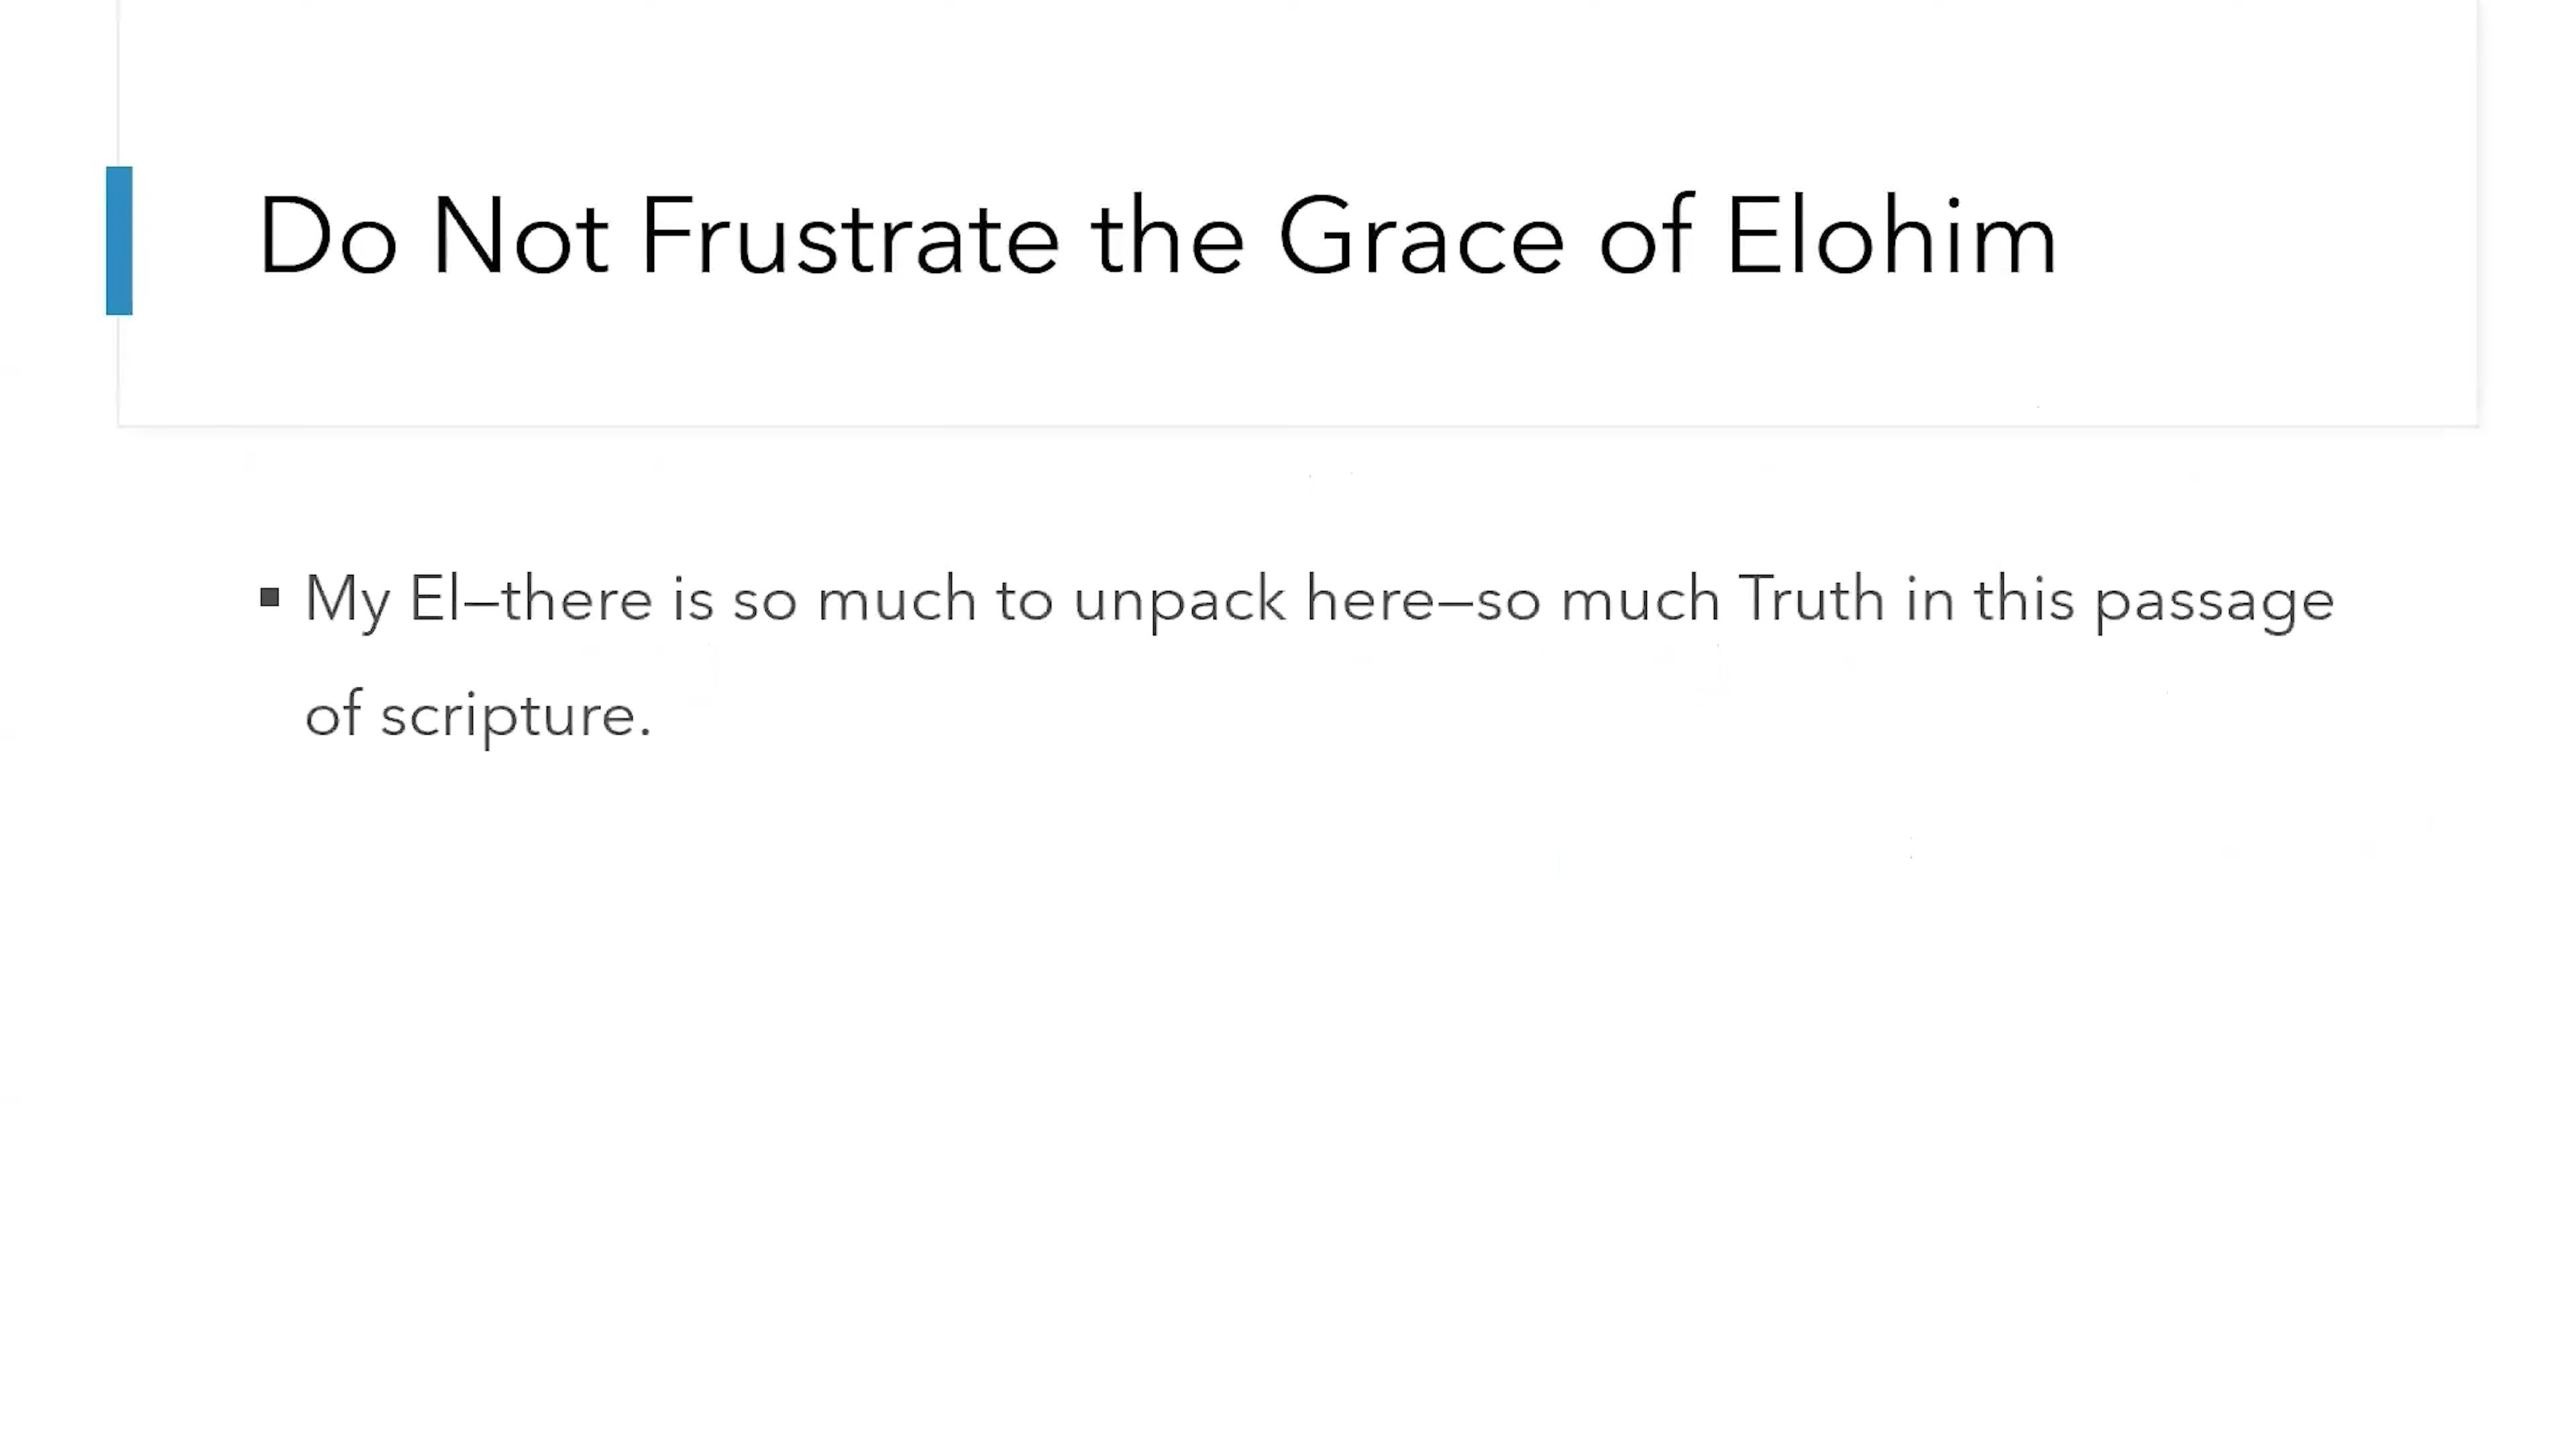 Do Not Frustrate the Grace of Elohim
▪ My El—there is so much to unpack here—so much Truth in this passage
of scripture.